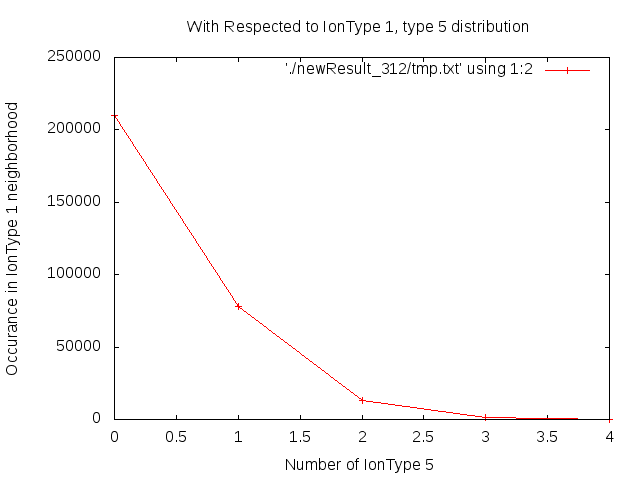 With Respected to IonType 1, type 5 distribution
'./newResult_312/tmp.txt' using 1:2
250000
200000
150000
100000
50000
0
Occurance in IonType 1 neighborhood
0 0.5 1 1.5 2 2.5 3 3.5 4
Number of IonType 5